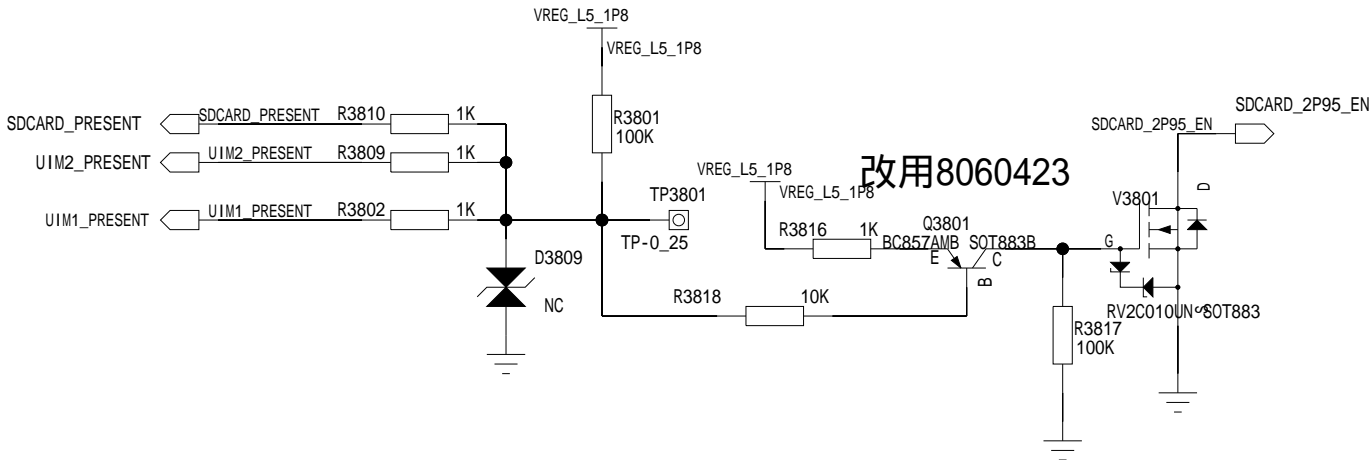 VREG_L5_1P8
VREG_L5_1P8
SDCARD_PRESENT
SDCARD_PRESENT R3810 1K
R3801
100K
SDCARD_2P95_EN
SDCARD_2P95_EN
UIM2_PRESENT
UIM2_PRESENT R3809 1K
改用8060423
VREG_L5_1P8
VREG_L5_1P8
TP3801
TP-0_25
UIM1_PRESENT
UIM1_PRESENT R3802 1K
D
V3801
G
S
RV2C010UN SOT883
R3816 1K
Q3801
BC857AMB SOT883B
E
C
B
D3809
NC
R3818 10K
R3817
100K